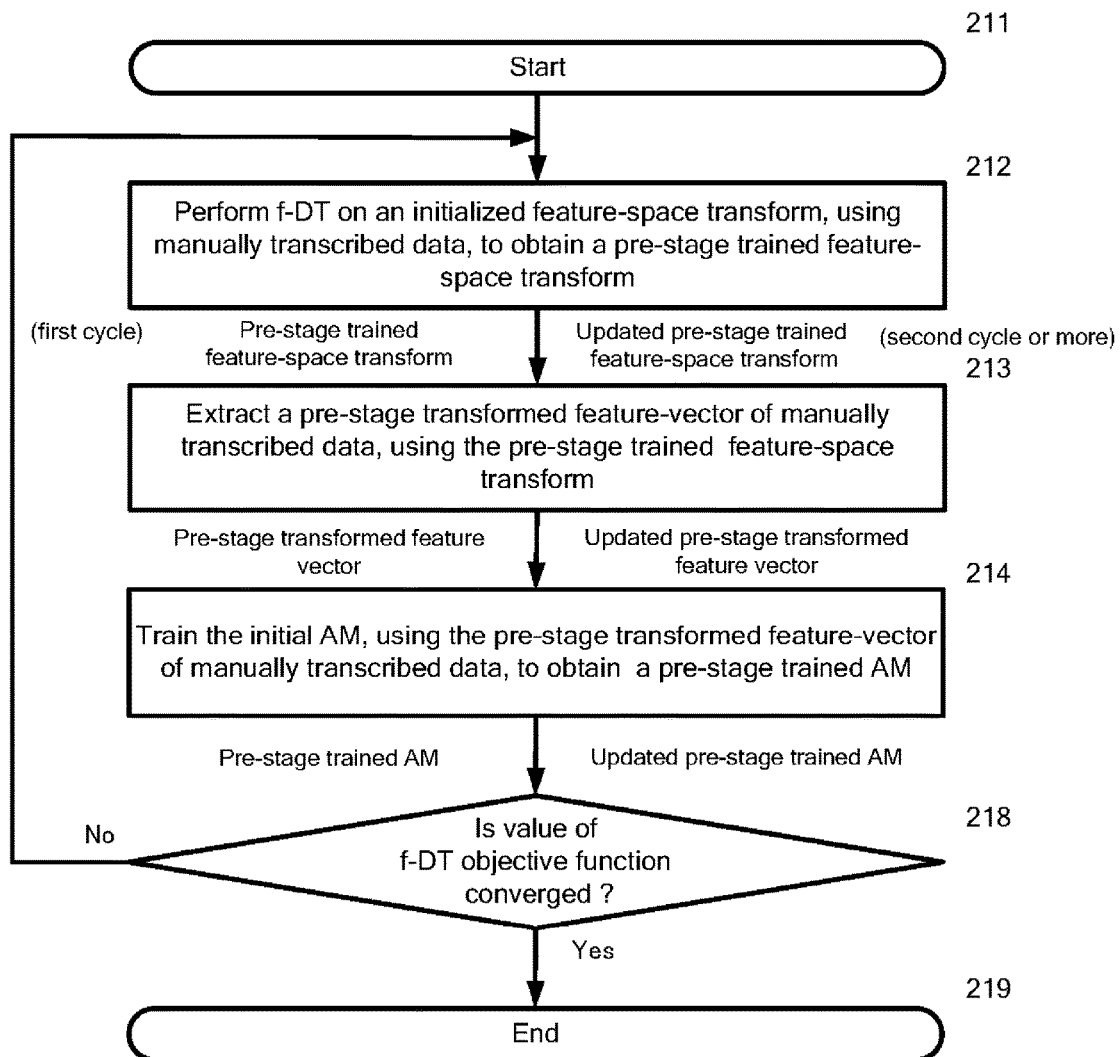 211
Start
212
Perform f-DT on an initialized feature-space transform, using
manually transcribed data, to obtain a pre-stage trained feature-
space transform
(first cycle)
Pre-stage trained
feature-space transform
Updated pre-stage trained
feature-space transform
(second cycle or more)
213
Extract a pre-stage transformed feature-vector of manually
transcribed data, using the pre-stage trained feature-space
transform
Pre-stage transformed feature
vector
Updated pre-stage transformed
feature vector
214
Train the initial AM, using the pre-stage transformed feature-vector
of manually transcribed data, to obtain a pre-stage trained AM
Pre-stage trained AM
Updated pre-stage trained AM
218
No
Is value of
f-DT objective function
converged ?
Yes
219
End